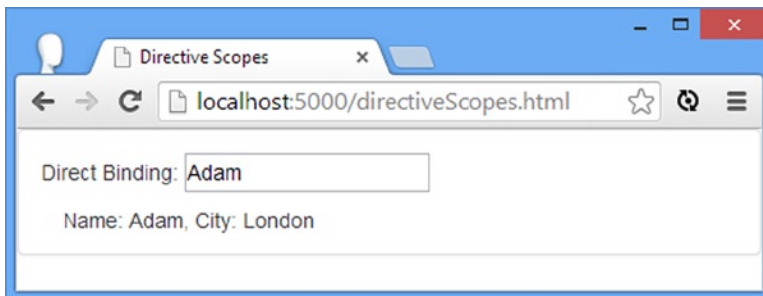 Directive Scopes
localhost:5000/directiveScopes.html
Direct Binding: Adam
Name: Adam, City: London